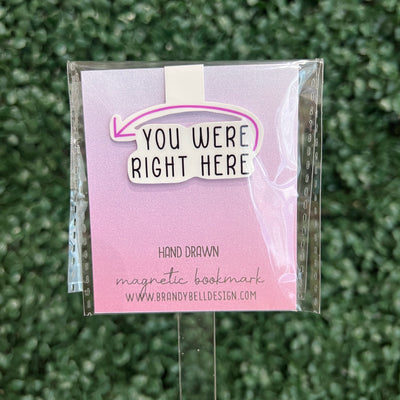 YOU WERE
RIGHT HERE
HAND DRAWN
magnetic bookmark
WWW.BRANDYBELLDESIGN.COM